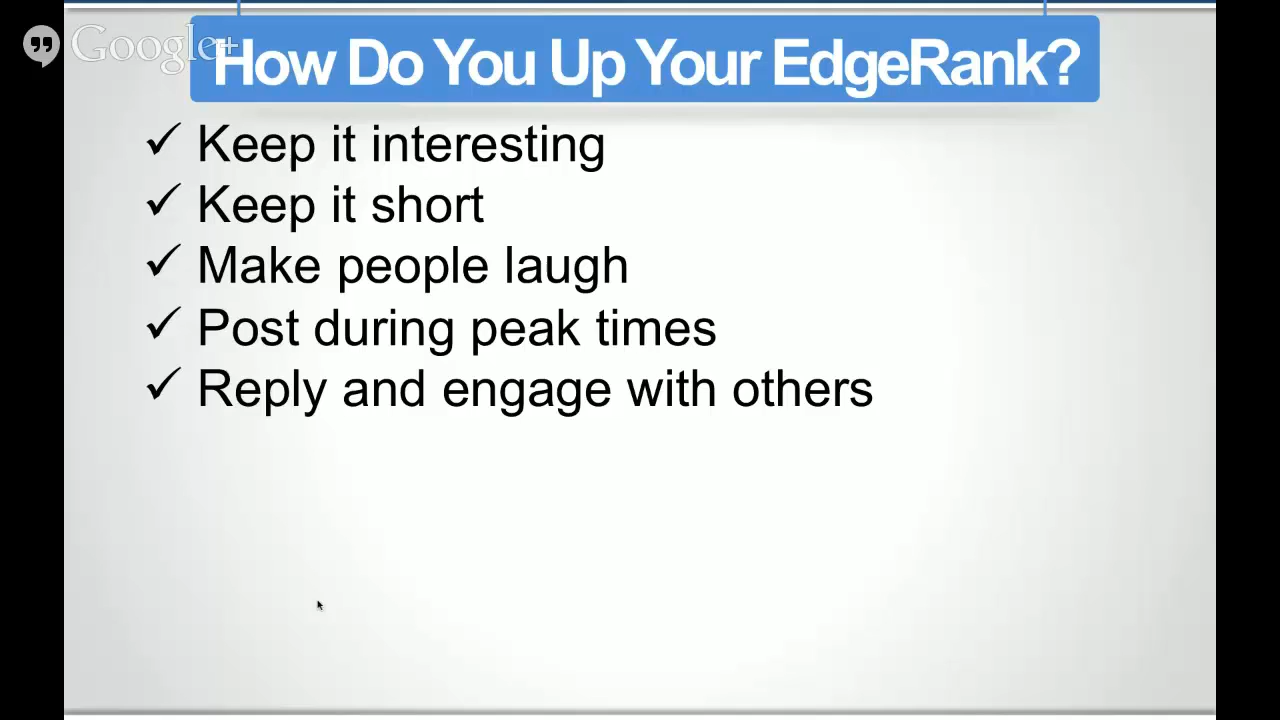 Google+
How Do You Up Your EdgeRank?
✓ Keep it interesting
✓ Keep it short
✓ Make people laugh
✓ Post during peak times
✓ Reply and engage with others